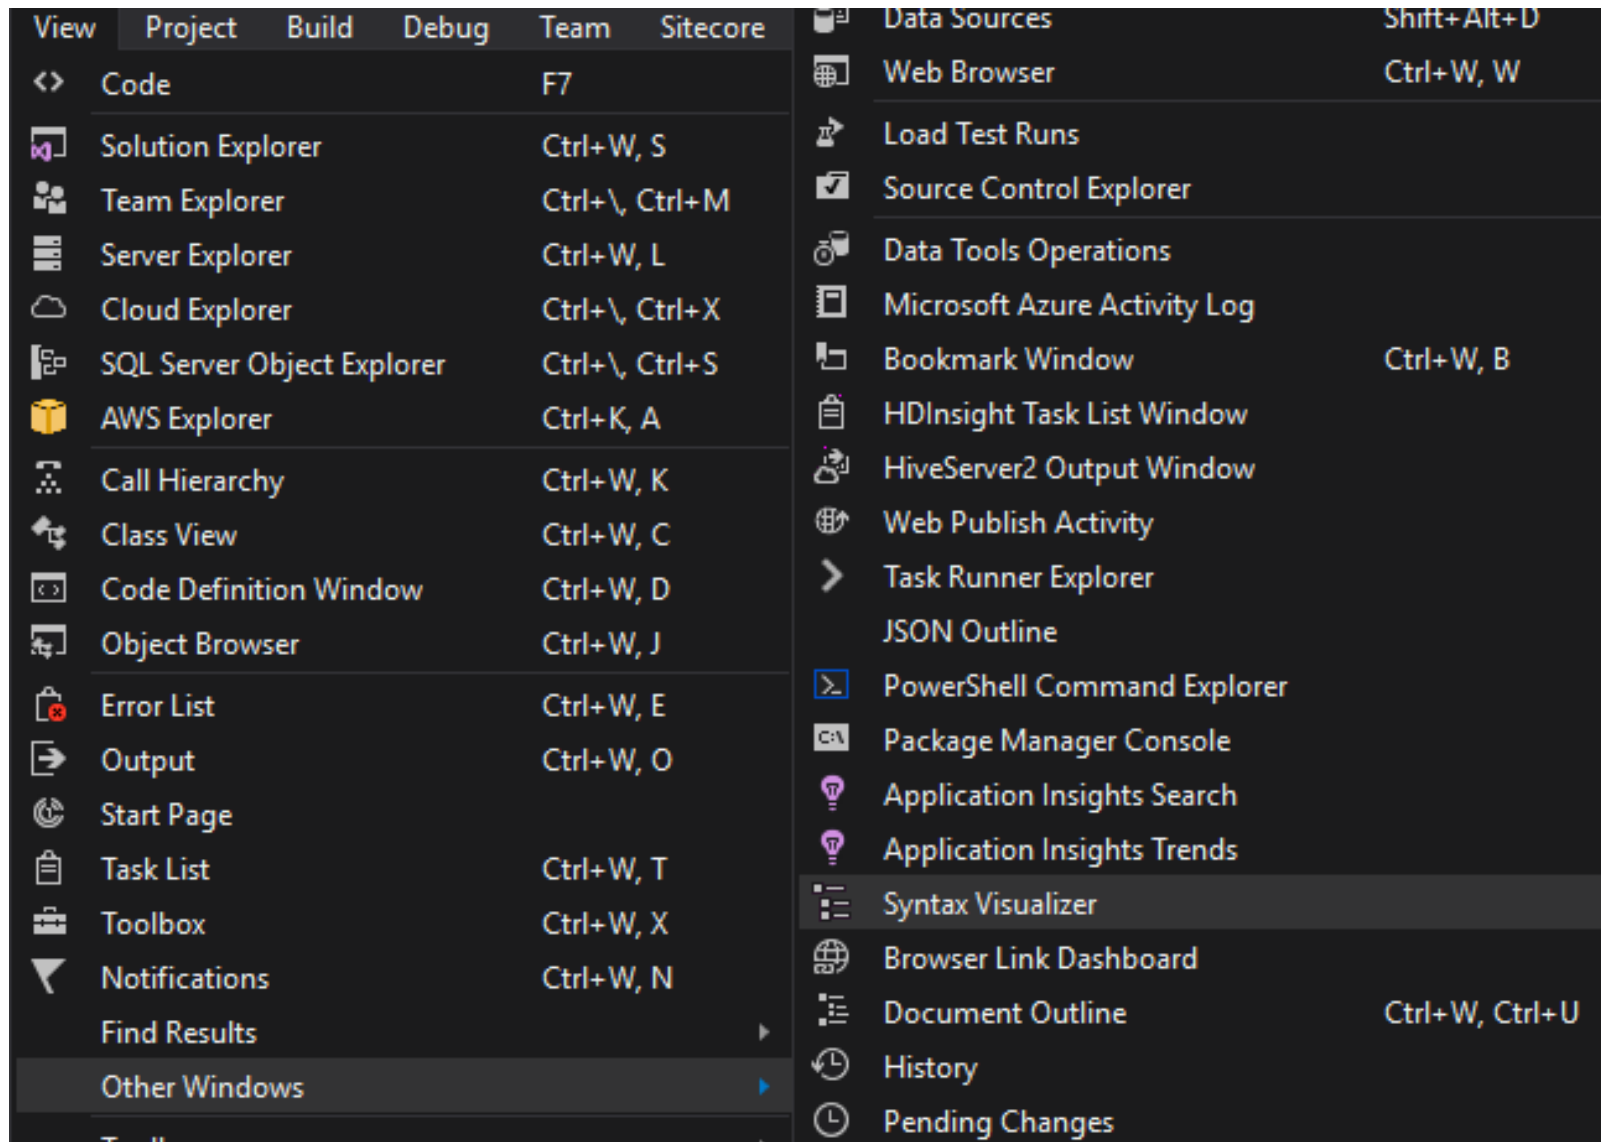 View Project Build Debug Team Sitecore
Code F7
Solution Explorer Ctrl+W, S
Team Explorer Ctrl+\, Ctrl+M
Server Explorer Ctrl+W, L
Cloud Explorer Ctrl+\, Ctrl+X
SQL Server Object Explorer Ctrl+\, Ctrl+S
AWS Explorer Ctrl+K, A
Call Hierarchy Ctrl+W, K
Class View Ctrl+W, C
Code Definition Window Ctrl+W, D
Object Browser Ctrl+W, J
Error List Ctrl+W, E
Output Ctrl+W, O
Start Page
Task List Ctrl+W, T
Toolbox Ctrl+W, X
Notifications Ctrl+W, N
Find Results
Other Windows
Data Sources Shift+Alt+D
Web Browser Ctrl+W, W
Load Test Runs
Source Control Explorer
Data Tools Operations
Microsoft Azure Activity Log
Bookmark Window Ctrl+W, B
HDInsight Task List Window
HiveServer2 Output Window
Web Publish Activity
Task Runner Explorer
JSON Outline
PowerShell Command Explorer
C:\ Package Manager Console
Application Insights Search
Application Insights Trends
Syntax Visualizer
Browser Link Dashboard
Document Outline Ctrl+W, Ctrl+U
History
Pending Changes